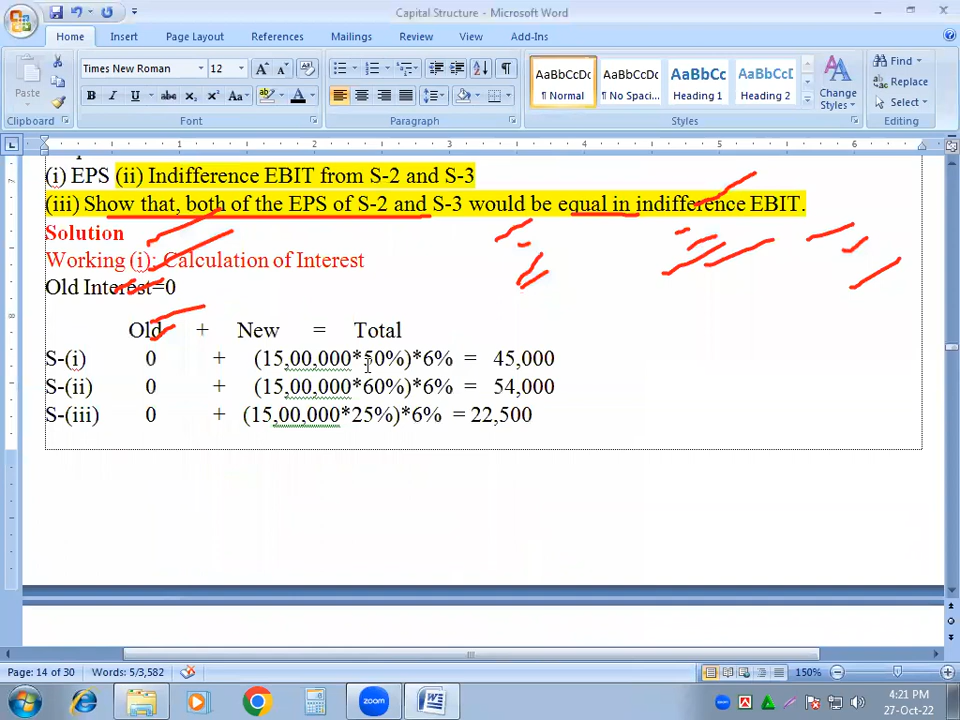 Capital Structure - Microsoft Word
Home Insert Page Layout References Mailings Review View Add-Ins
Times New Roman 12
Paste
B I U abc x₂ x² Aa A
AaBbCcDc AaBbCcDc AaBbCc AaBbCcD
¶ Normal ¶ No Spaci... Heading 1 Heading 2
Change Styles
Find
Replace
Select
Clipboard Font Paragraph Styles Editing
(i) EPS (ii) Indifference EBIT from S-2 and S-3
(iii) Show that, both of the EPS of S-2 and S-3 would be equal in indifference EBIT.
Solution
Working (i): Calculation of Interest
Old Interest=0
Old + New = Total
S-(i) 0 + (15,00,000*50%)*6% = 45,000
S-(ii) 0 + (15,00,000*60%)*6% = 54,000
S-(iii) 0 + (15,00,000*25%)*6% = 22,500
Page: 14 of 30 Words: 5/3,582 150%
zoom W 4:21 PM
27-Oct-22